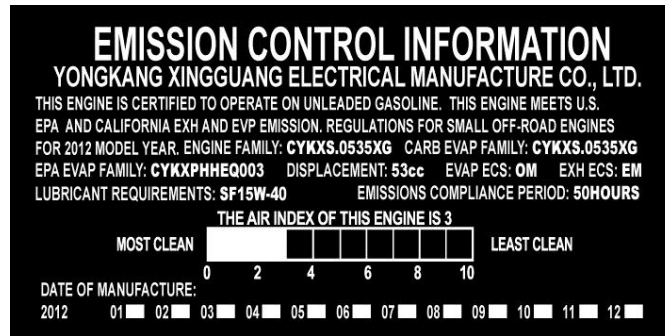 EMISSION CONTROL INFORMATION
YONGKANG XINGGUANG ELECTRICAL MANUFACTURE CO., LTD.
THIS ENGINE IS CERTIFIED TO OPERATE ON UNLEADED GASOLINE. THIS ENGINE MEETS U.S.
EPA AND CALIFORNIA EXH AND EVP EMISSION. REGULATIONS FOR SMALL OFF-ROAD ENGINES
FOR 2012 MODEL YEAR. ENGINE FAMILY: CYKXS.0535XG CARB EVAP FAMILY: CYKXS.0535XG
EPA EVAP FAMILY: CYKXPHHEQ003 DISPLACEMENT: 53cc EVAP ECS: OM EXH ECS: EM
LUBRICANT REQUIREMENTS: SF15W-40 EMISSIONS COMPLIANCE PERIOD: 50HOURS
THE AIR INDEX OF THIS ENGINE IS 3
MOST CLEAN LEAST CLEAN
0 2 4 6 8 10
DATE OF MANUFACTURE:
2012 01 02 03 04 05 06 07 08 09 10 11 12